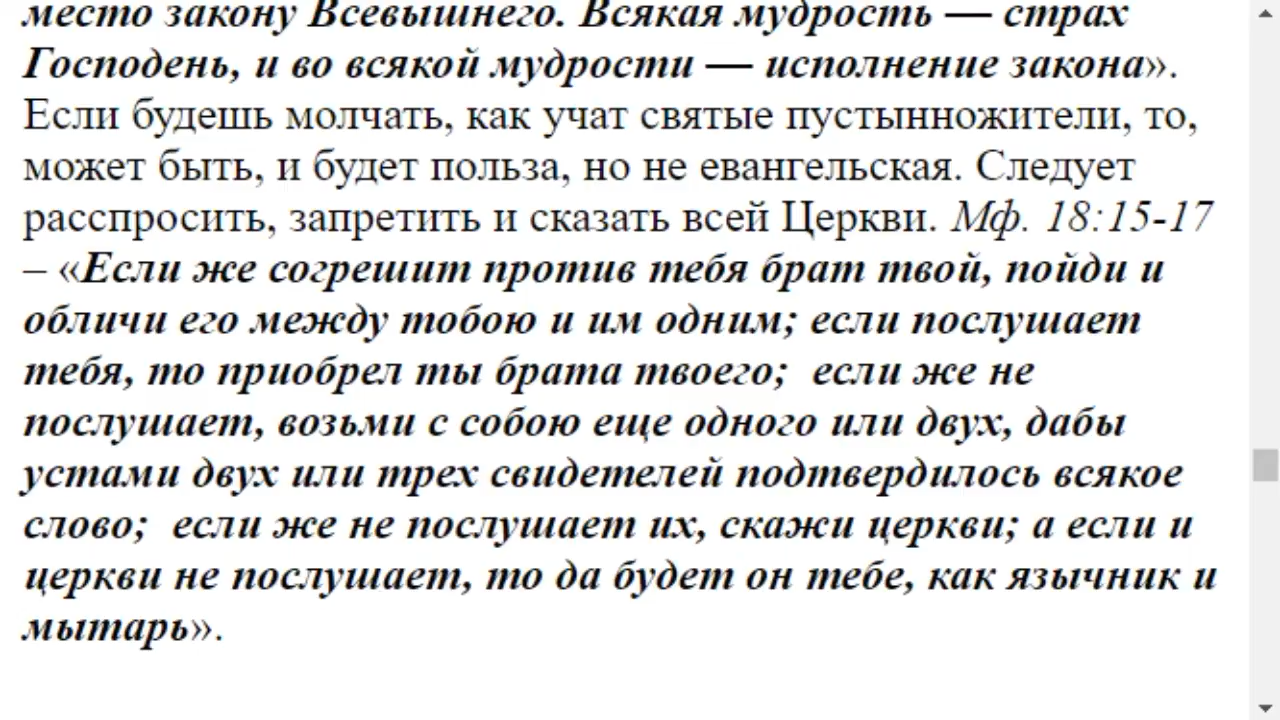 место закону Всевышнего. Всякая мудрость — страх
Господень, и во всякой мудрости — исполнение закона».
Если будешь молчать, как учат святые пустынножители, то,
может быть, и будет польза, но не евангельская. Следует
расспросить, запретить и сказать всей Церкви. Мф. 18:15-17
– «Если же согрешит против тебя брат твой, пойди и
обличи его между тобою и им одним; если послушает
тебя, то приобрел ты брата твоего;  если же не
послушает, возьми с собою еще одного или двух, дабы
устами двух или трех свидетелей подтвердилось всякое
слово;  если же не послушает их, скажи церкви; а если и
церкви не послушает, то да будет он тебе, как язычник и
мытарь».